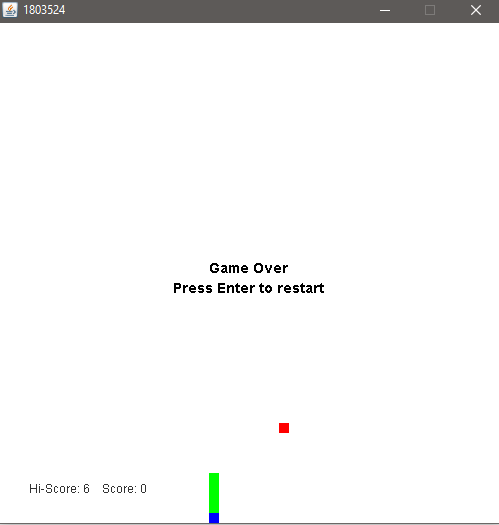 1803524
Game Over
Press Enter to restart
Hi-Score: 6 Score: 0